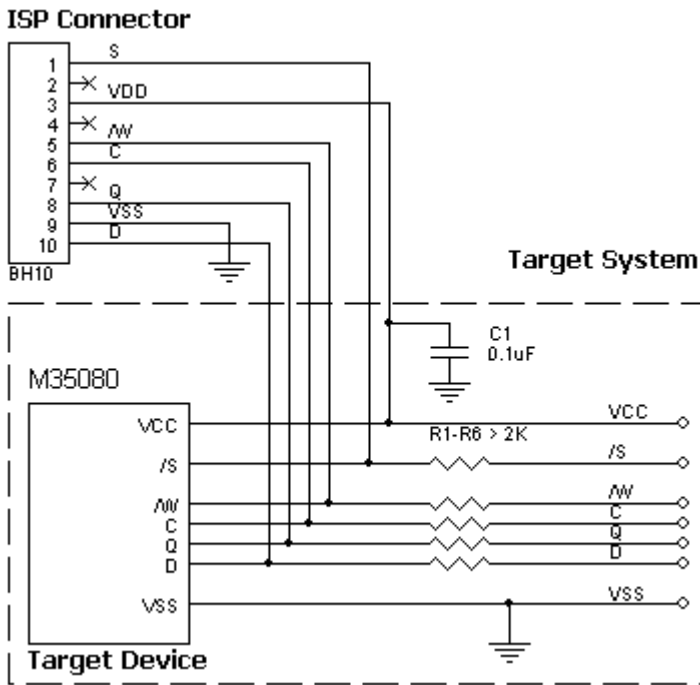 ISP Connector
S
1
2
VDD
3
4
/W
5
C
6
7
Q
8
VSS
9
D
10
BH10
Target System
C1
0.1uF
M35080
VCC
VCC
R1-R6 > 2K
/S
/S
/W
/W
C
C
Q
Q
D
D
VSS
VSS
Target Device